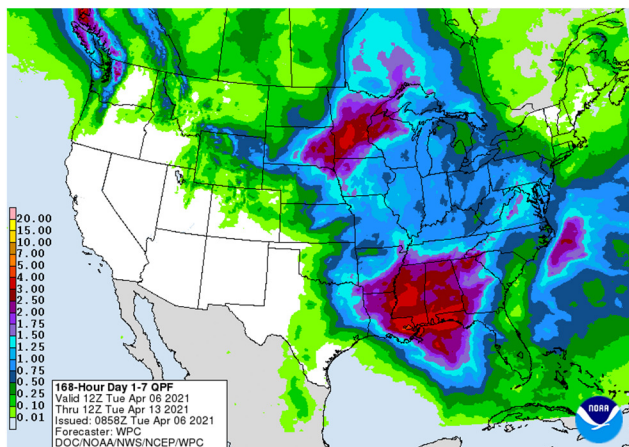 20.00
15.00
10.00
7.00
5.00
4.00
3.00
2.50
2.00
1.75
1.50
1.25
1.00
0.75
0.50
0.25
0.10
0.01
168-Hour Day 1-7 QPF
Valid 12Z Tue Apr 06 2021
Thru 12Z Tue Apr 13 2021
Issued: 0858Z Tue Apr 06 2021
Forecaster: WPC
DOC/NOAA/NWS/NCEP/WPC
NOAA